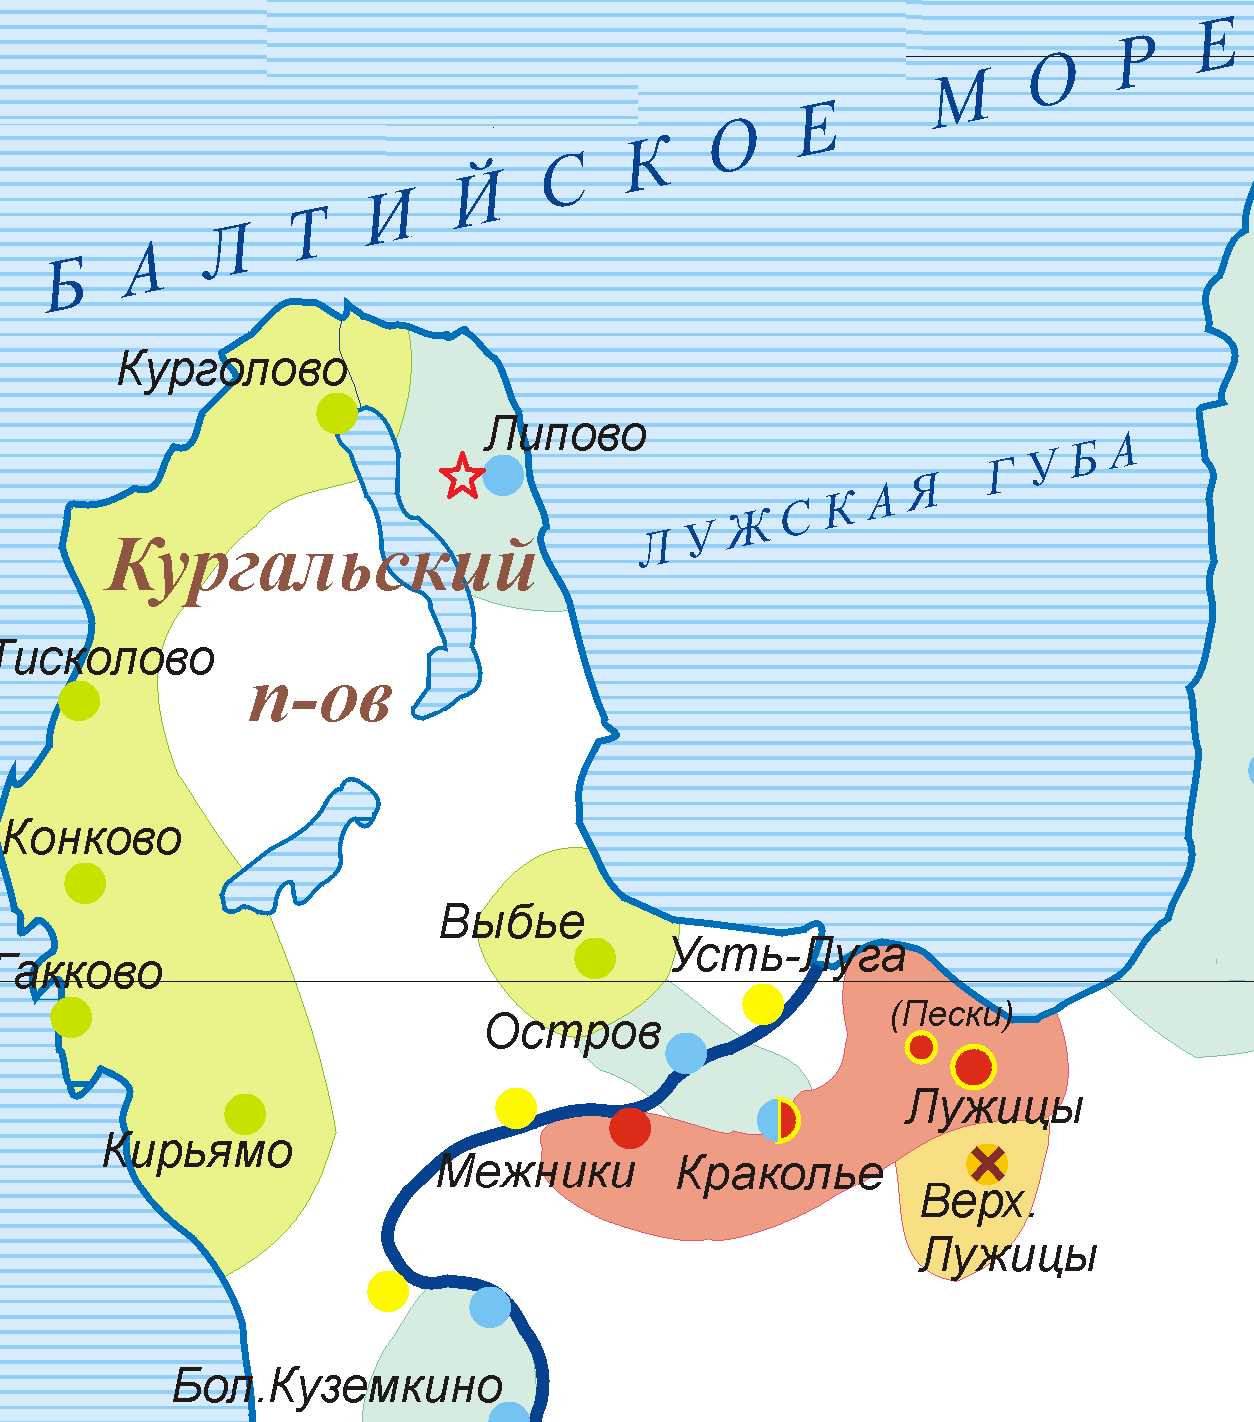 БАЛТИЙСКОЕ МОРЕ
Курголово
Липово
ЛУЖСКАЯ ГУБА
Кургальский
п-ов
Тисколово
Конково
Выбье
Усть-Луга
Гакково
(Пески)
Остров
Лужицы
Кирьямо
Межники
Краколье
Верх.
Лужицы
Бол.Куземкино